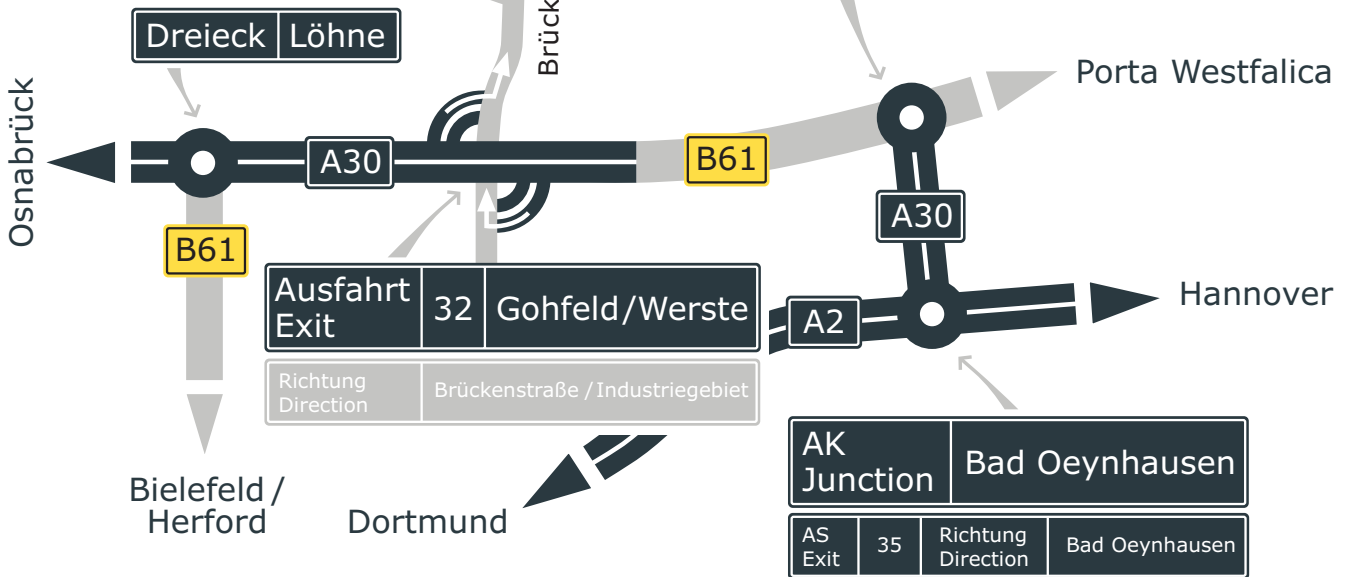 Dreieck Löhne
Brück
Porta Westfalica
Osnabrück
A30
B61
A30
B61
Ausfahrt
Exit
32
Gohfeld/Werste
Richtung
Direction
Brückenstraße / Industriegebiet
A2
Hannover
AK
Junction
Bad Oeynhausen
AS
Exit
35
Richtung
Direction
Bad Oeynhausen
Bielefeld /
Herford
Dortmund